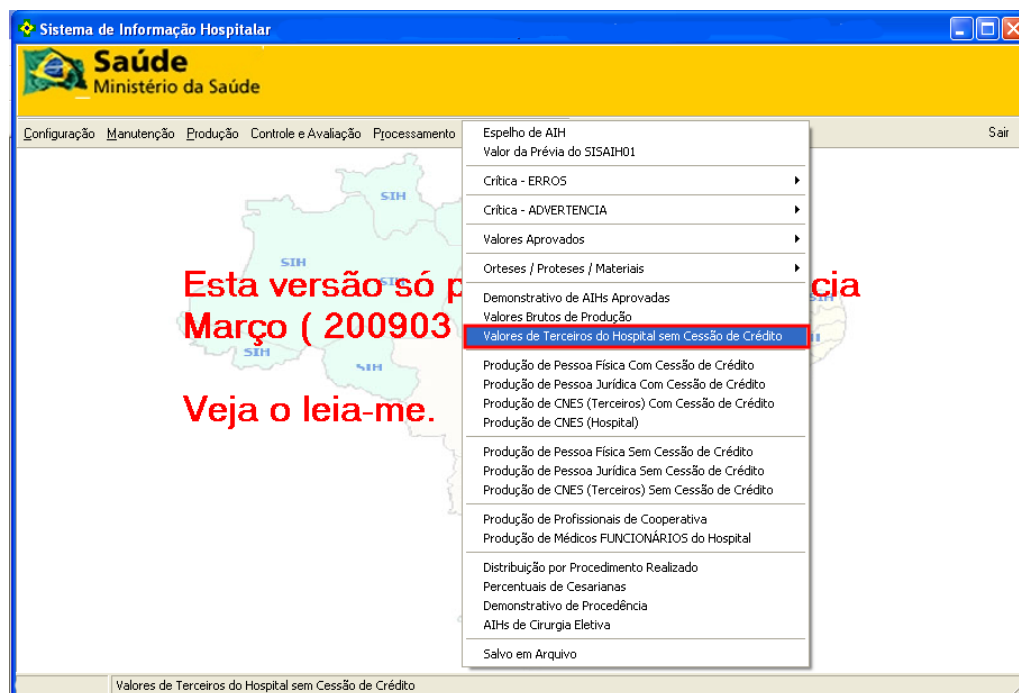 Sistema de Informação Hospitalar
Saúde
Ministério da Saúde
Configuração Manutenção Produção Controle e Avaliação Processamento Sair
Espelho de AIH
Valor da Prévia do SISAIH01
Crítica - ERROS
Crítica - ADVERTENCIA
Valores Aprovados
Orteses / Proteses / Materiais
Demonstrativo de AIHs Aprovadas
Valores Brutos de Produção
Valores de Terceiros do Hospital sem Cessão de Crédito
Produção de Pessoa Física Com Cessão de Crédito
Produção de Pessoa Jurídica Com Cessão de Crédito
Produção de CNES (Terceiros) Com Cessão de Crédito
Produção de CNES (Hospital)
Produção de Pessoa Física Sem Cessão de Crédito
Produção de Pessoa Jurídica Sem Cessão de Crédito
Produção de CNES (Terceiros) Sem Cessão de Crédito
Produção de Profissionais de Cooperativa
Produção de Médicos FUNCIONÁRIOS do Hospital
Distribuição por Procedimento Realizado
Percentuais de Cesarianas
Demonstrativo de Procedência
AIHs de Cirurgia Eletiva
Salvo em Arquivo
SIH
SIH
SIH
Esta versão só p cia
Março ( 200903
SIH
SIH
Veja o leia-me.
Valores de Terceiros do Hospital sem Cessão de Crédito